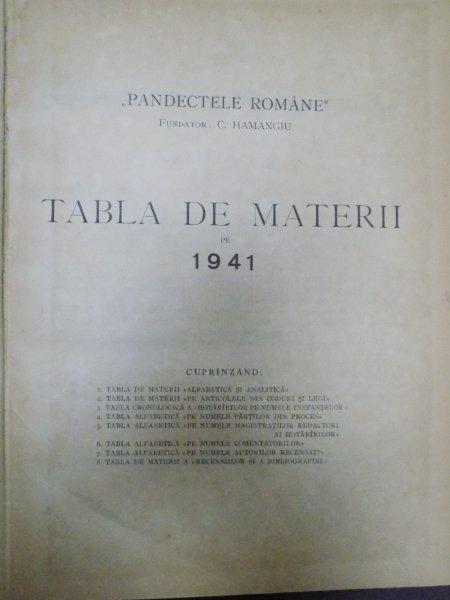 „PANDECTELE ROMÂNE“
FUNDATOR: C. HAMANGIU
TABLA DE MATERII
PE
1941
CUPRINZAND:
1. TABLA DE MATERII «ALFABETICĂ ŞI ANALITICĂ»
2. TABLA DE MATERII «PE ARTICOLELE DIN CODURI ŞI LEGI»
3. TABLA CRONOLOGICĂ A «HOTĂRÎRILOR PE NUMELE INSTANŢELOR»
4. TABLA ALFABETICĂ «PE NUMELE PĂRŢILOR DIN PROCES»
5. TABLA ALFABETICĂ «PE NUMELE MAGISTRAŢILOR REDACTORI
AI HOTĂRÎRILOR»
6. TABLA ALFABETICĂ «PE NUMELE COMENTATORILOR»
7. TABLA ALFABETICĂ «PE NUMELE AUTORILOR RECENSAŢI»
8. TABLA DE MATERII A «RECENSIILOR SI A BIBLIOGRAFIEI»